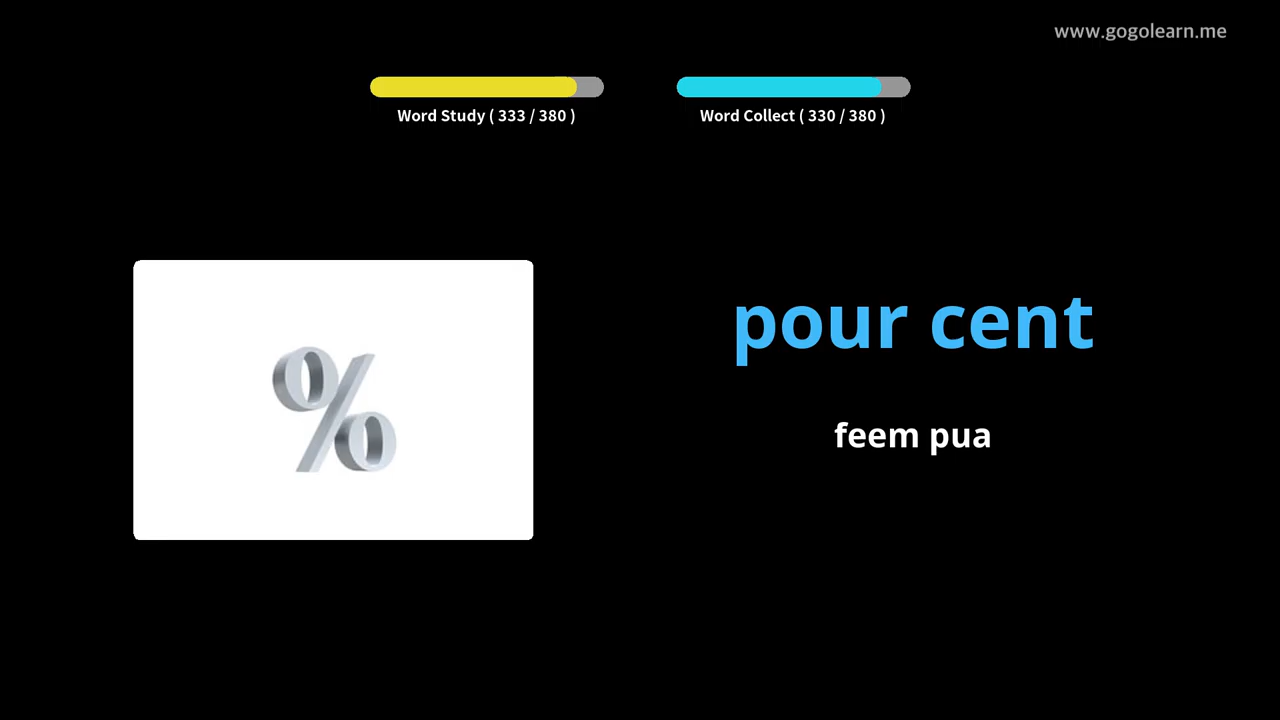 www.gogolearn.me
Word Study ( 333 / 380 )
Word Collect ( 330 / 380 )
%
pour cent
feem pua